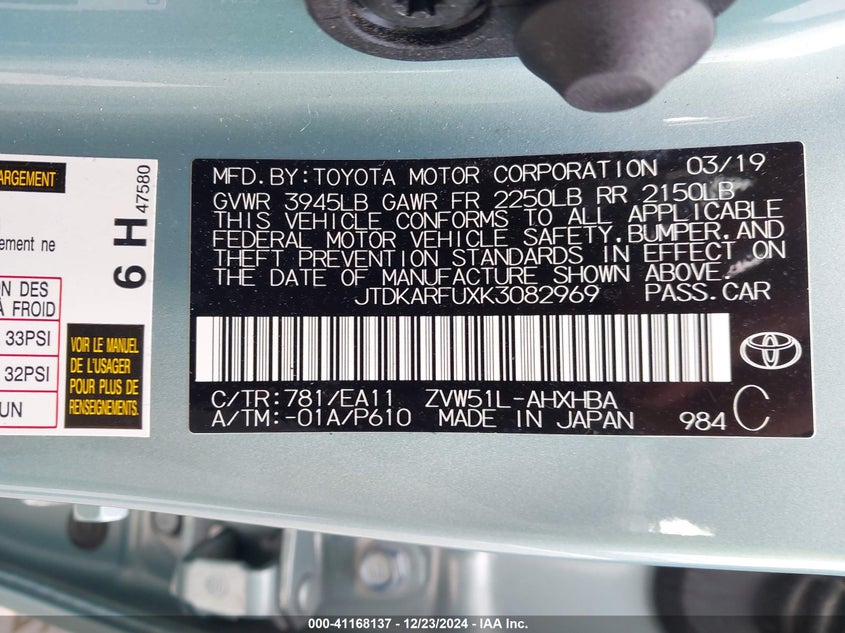 ARGEMENT
ement ne
6 H 47580
ON DES
À FROID
33PSI
32PSI
UN
VOIR LE MANUEL
DE L'USAGER
POUR PLUS DE
RENSEIGNEMENTS.
MFD.BY:TOYOTA MOTOR CORPORATION 03/19
GVWR 3945LB GAWR FR 2250LB RR 2150LB
THIS VEHICLE CONFORMS TO ALL APPLICABLE
FEDERAL MOTOR VEHICLE SAFETY,BUMPER,AND
THEFT PREVENTION STANDARDS IN EFFECT ON
THE DATE OF MANUFACTURE SHOWN ABOVE.
JTDKARFUXK3082969 PASS.CAR
C/TR:781/EA11 ZVW51L-AHXHBA
A/TM:-01A/P610 MADE IN JAPAN 984 C
000-41168137 - 12/23/2024 - IAA Inc.